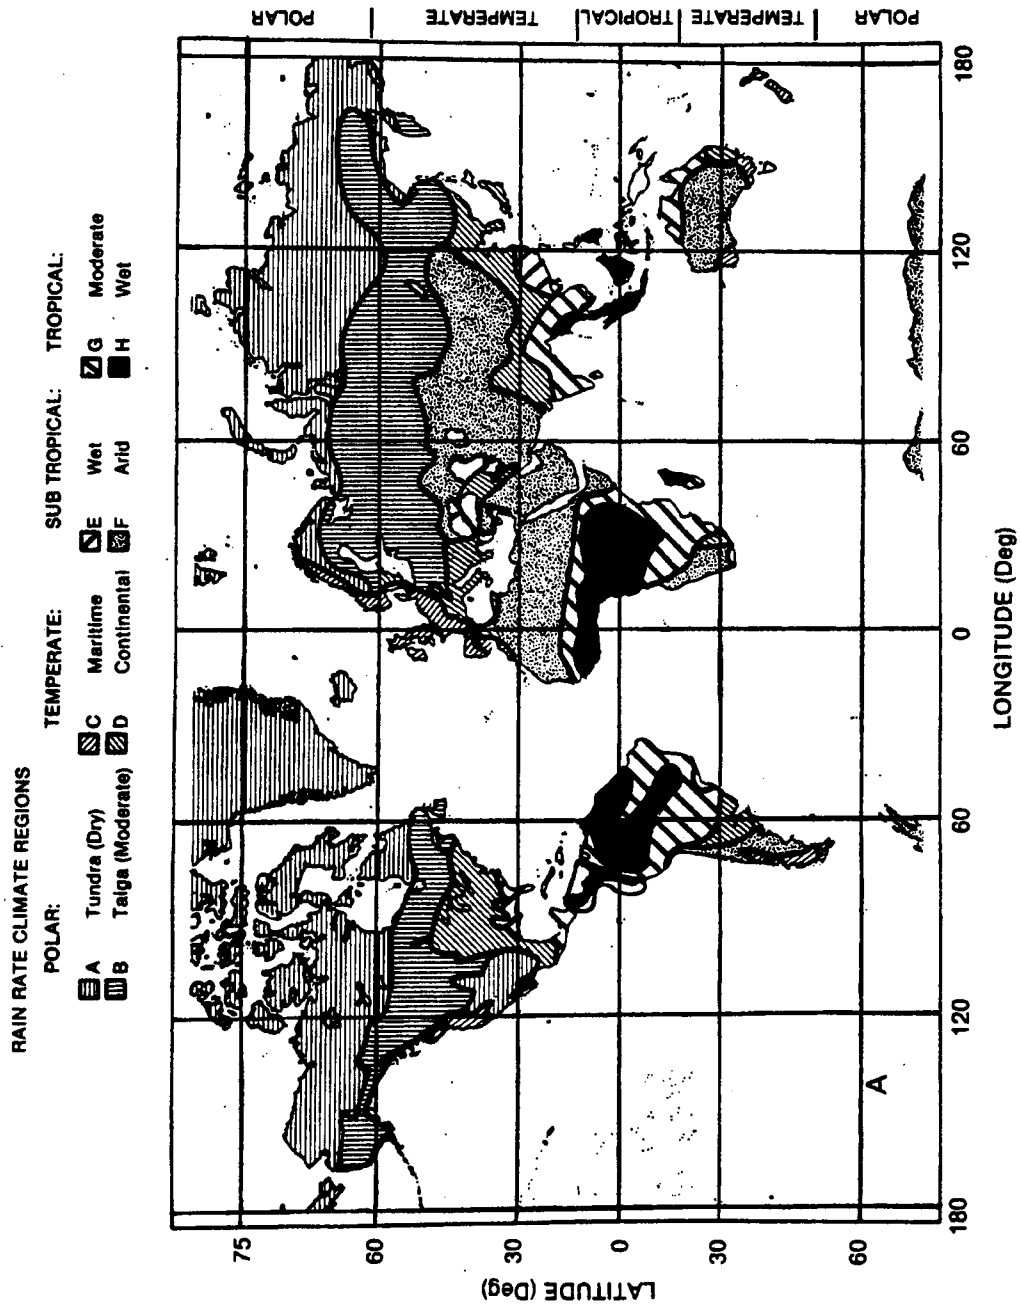 RAIN RATE CLIMATE REGIONS
POLAR:
A Tundra (Dry)
B Taiga (Moderate)
TEMPERATE:
C Maritime
D Continental
SUB TROPICAL:
E Wet
F Arid
TROPICAL:
G Moderate
H Wet
LATITUDE (Deg)
75
60
30
0
30
60
POLAR
TEMPERATE
TROPICAL
TEMPERATE
POLAR
A
180
120
60
0
60
120
180
LONGITUDE (Deg)